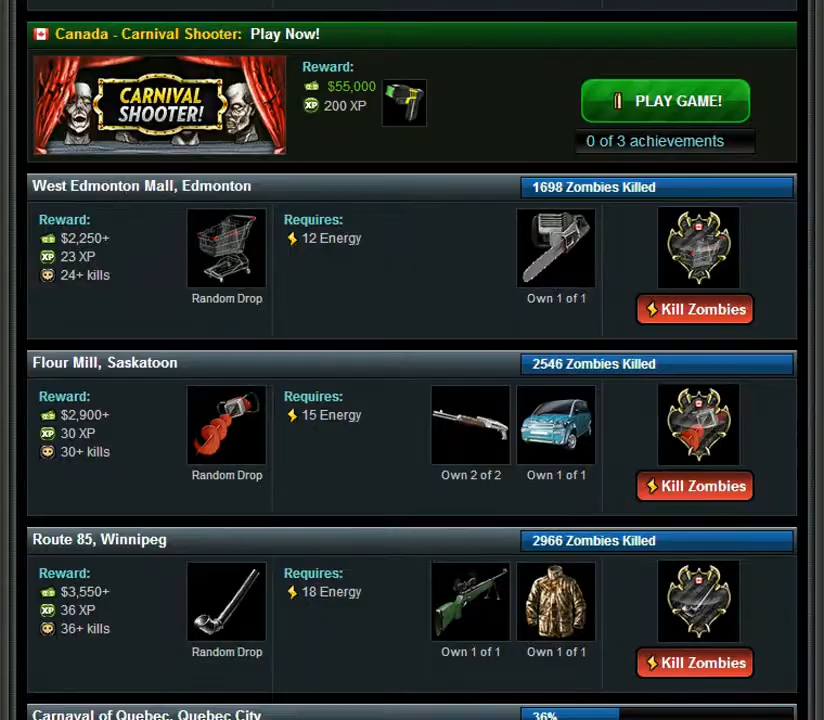 Canada - Carnival Shooter: Play Now!
CARNIVAL
SHOOTER!
Reward:
$55,000
XP 200 XP
PLAY GAME!
0 of 3 achievements
West Edmonton Mall, Edmonton
1698 Zombies Killed
Reward:
$2,250+
XP 23 XP
24+ kills
Random Drop
Requires:
12 Energy
Own 1 of 1
Kill Zombies
Flour Mill, Saskatoon
2546 Zombies Killed
Reward:
$2,900+
XP 30 XP
30+ kills
Random Drop
Requires:
15 Energy
Own 2 of 2
Own 1 of 1
Kill Zombies
Route 85, Winnipeg
2966 Zombies Killed
Reward:
$3,550+
XP 36 XP
36+ kills
Random Drop
Requires:
18 Energy
Own 1 of 1
Own 1 of 1
Kill Zombies
Carnaval of Quebec, Quebec City
36%